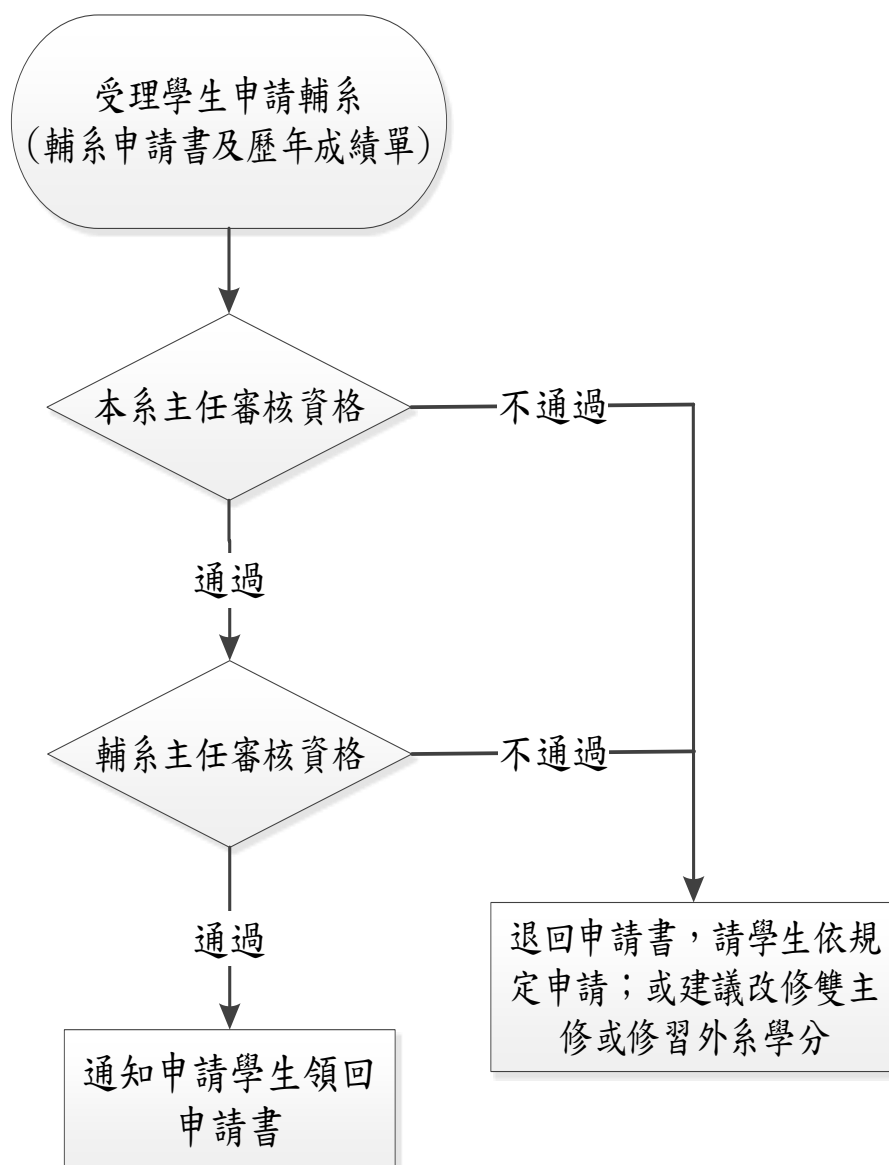 受理學生申請輔系
(輔系申請書及歷年成績單)
本系主任審核資格
不通過
通過
輔系主任審核資格
不通過
通過
退回申請書，請學生依規
定申請；或建議改修雙主
修或修習外系學分
通知申請學生領回
申請書